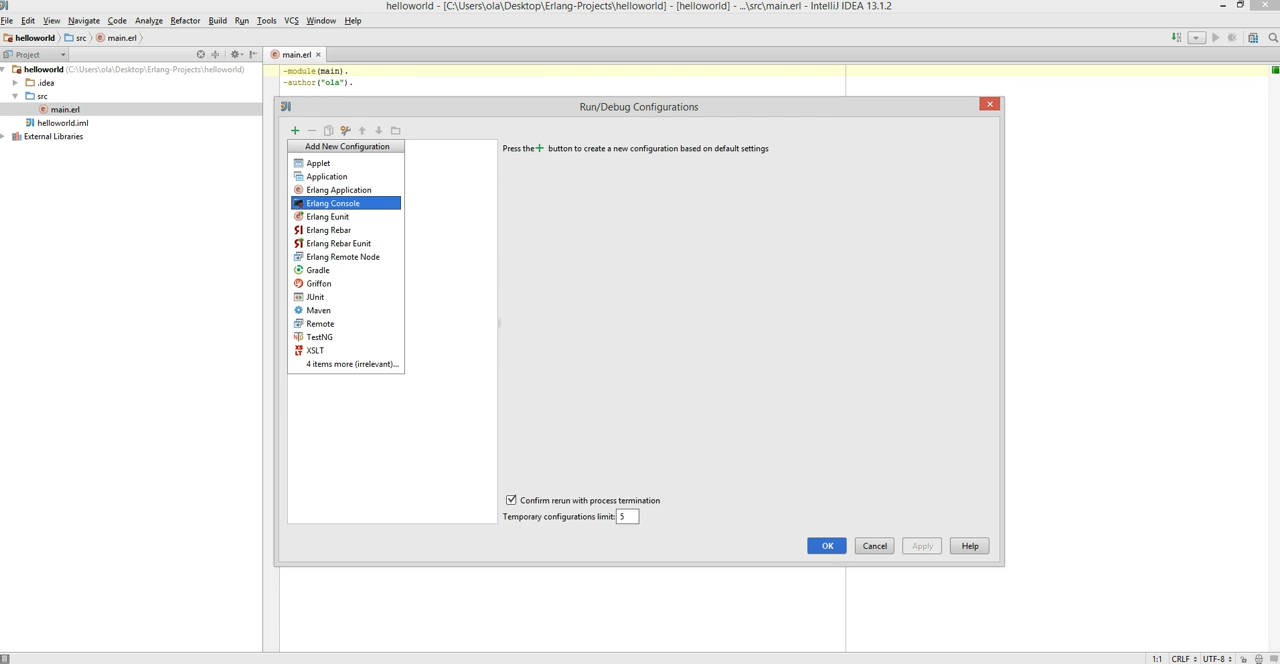 helloworld - [C:\Users\ola\Desktop\Erlang-Projects\helloworld] - [helloworld] - ...\src\main.erl - IntelliJ IDEA 13.1.2
File Edit View Navigate Code Analyze Refactor Build Run Tools VCS Window Help
helloworld src main.erl
Project
main.erl
helloworld (C:\Users\ola\Desktop\Erlang-Projects\helloworld)
.idea
src
main.erl
helloworld.iml
External Libraries
-module(main).
-author("ola").
Run/Debug Configurations
Add New Configuration
Applet
Application
Erlang Application
Erlang Console
Erlang Eunit
Erlang Rebar
Erlang Rebar Eunit
Erlang Remote Node
Gradle
Griffon
JUnit
Maven
Remote
TestNG
XSLT
4 items more (irrelevant)...
Press the + button to create a new configuration based on default settings
Confirm rerun with process termination
Temporary configurations limit: 5
OK Cancel Apply Help
1:1 CRLF UTF-8